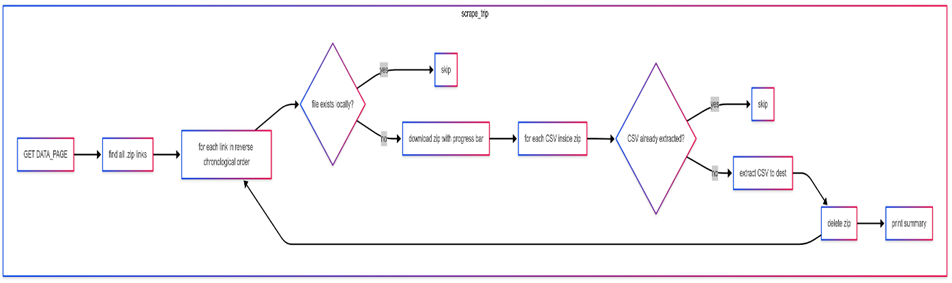 scrape_trip
GET DATA_PAGE
find all .zip links
for each link in reverse
chronological order
file exists locally?
yes
skip
no
download zip with progress bar
for each CSV inside zip
CSV already extracted?
yes
skip
no
extract CSV to dest
delete zip
print summary